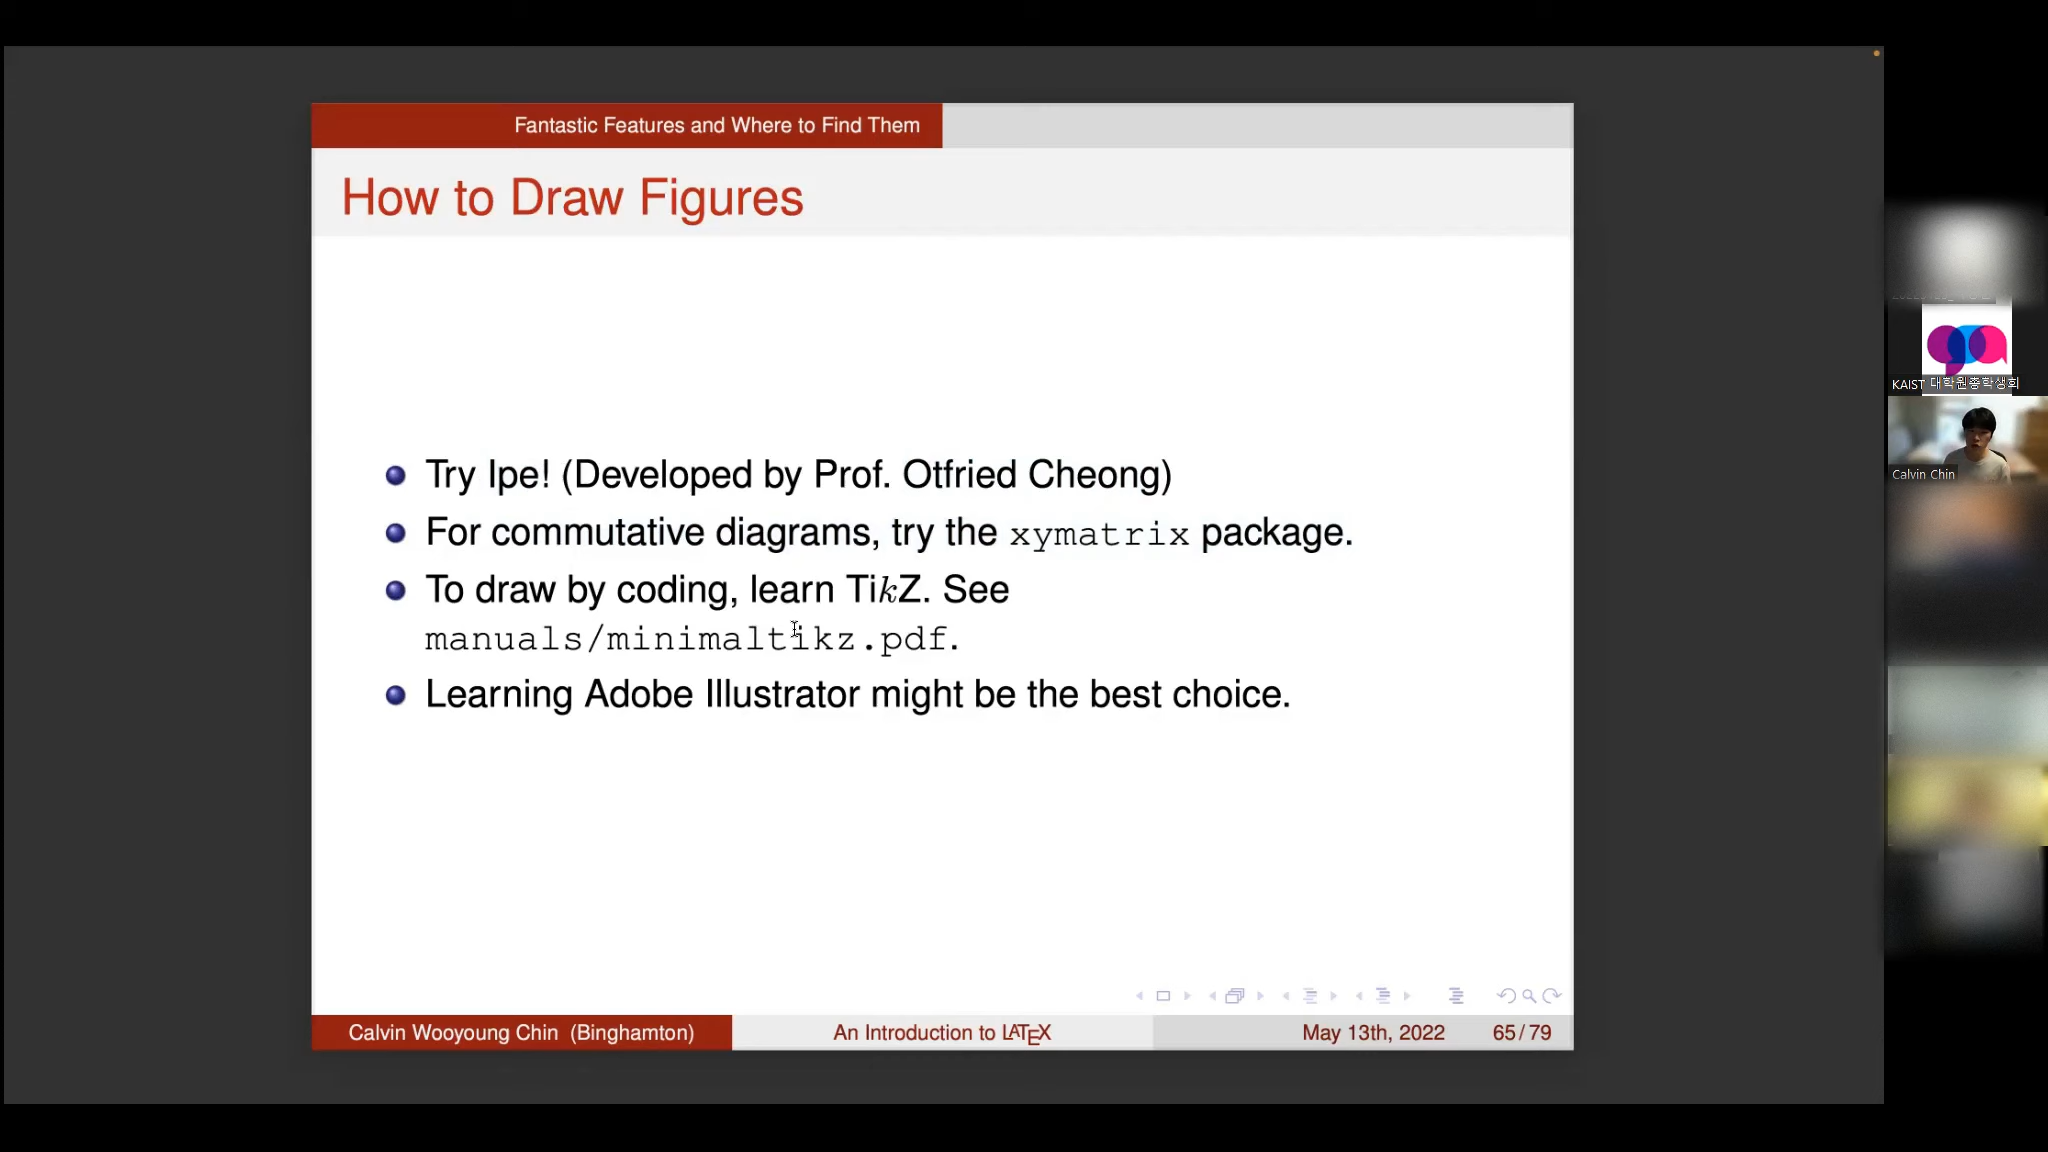 Fantastic Features and Where to Find Them
How to Draw Figures
Try Ipe! (Developed by Prof. Otfried Cheong)
For commutative diagrams, try the xymatrix package.
To draw by coding, learn TikZ. See
manuals/minimaltikz.pdf.
Learning Adobe Illustrator might be the best choice.
Calvin Wooyoung Chin (Binghamton)
An Introduction to LATEX
May 13th, 2022
65/79
KAIST 대학원총학생회
Calvin Chin